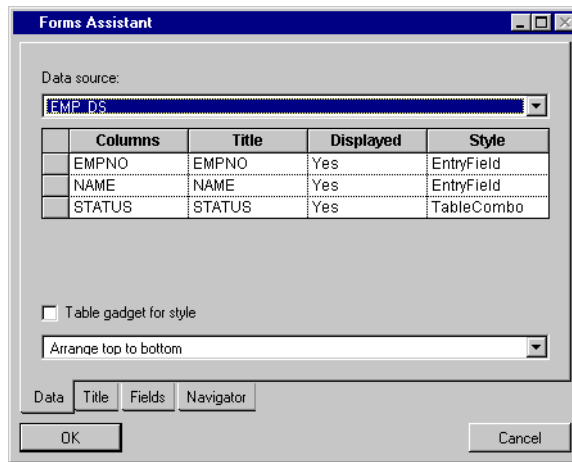 Forms Assistant
Data source:
EMP_DS
Columns Title Displayed Style
EMPNO EMPNO Yes EntryField
NAME NAME Yes EntryField
STATUS STATUS Yes TableCombo
Table gadget for style
Arrange top to bottom
Data Title Fields Navigator
OK Cancel